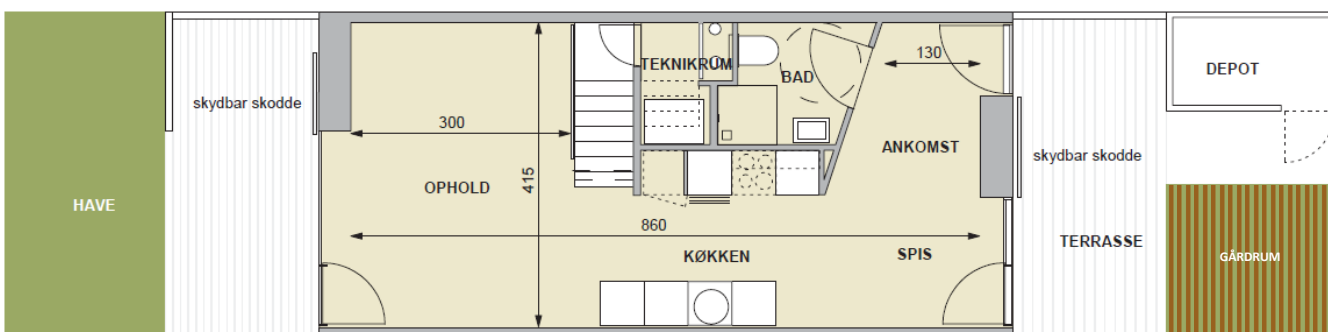 HAVE
skydbar skodde
300
OPHOLD
415
860
TEKNIKRUM
BAD
130
ANKOMST
KØKKEN
SPIS
skydbar skodde
TERRASSE
DEPOT
GÅRDRUM